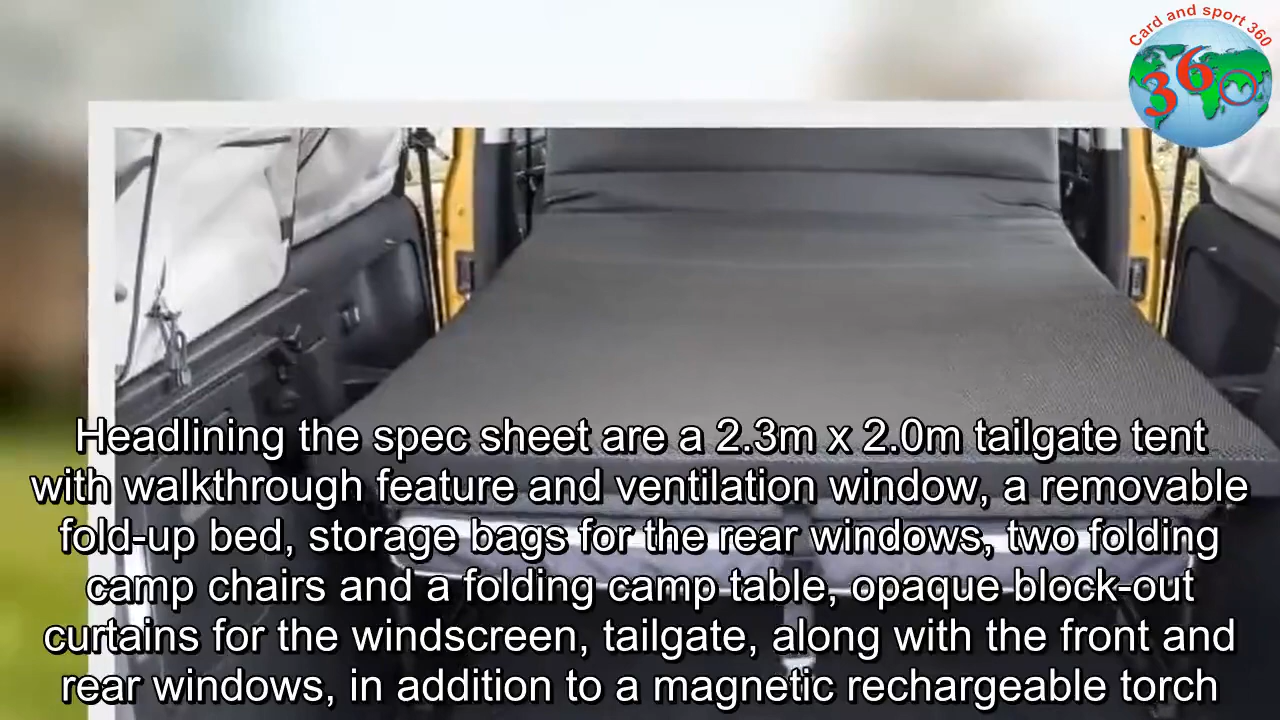 Card and sport 360
360
Headlining the spec sheet are a 2.3m x 2.0m tailgate tent
with walkthrough feature and ventilation window, a removable
fold-up bed, storage bags for the rear windows, two folding
camp chairs and a folding camp table, opaque block-out
curtains for the windscreen, tailgate, along with the front and
rear windows, in addition to a magnetic rechargeable torch